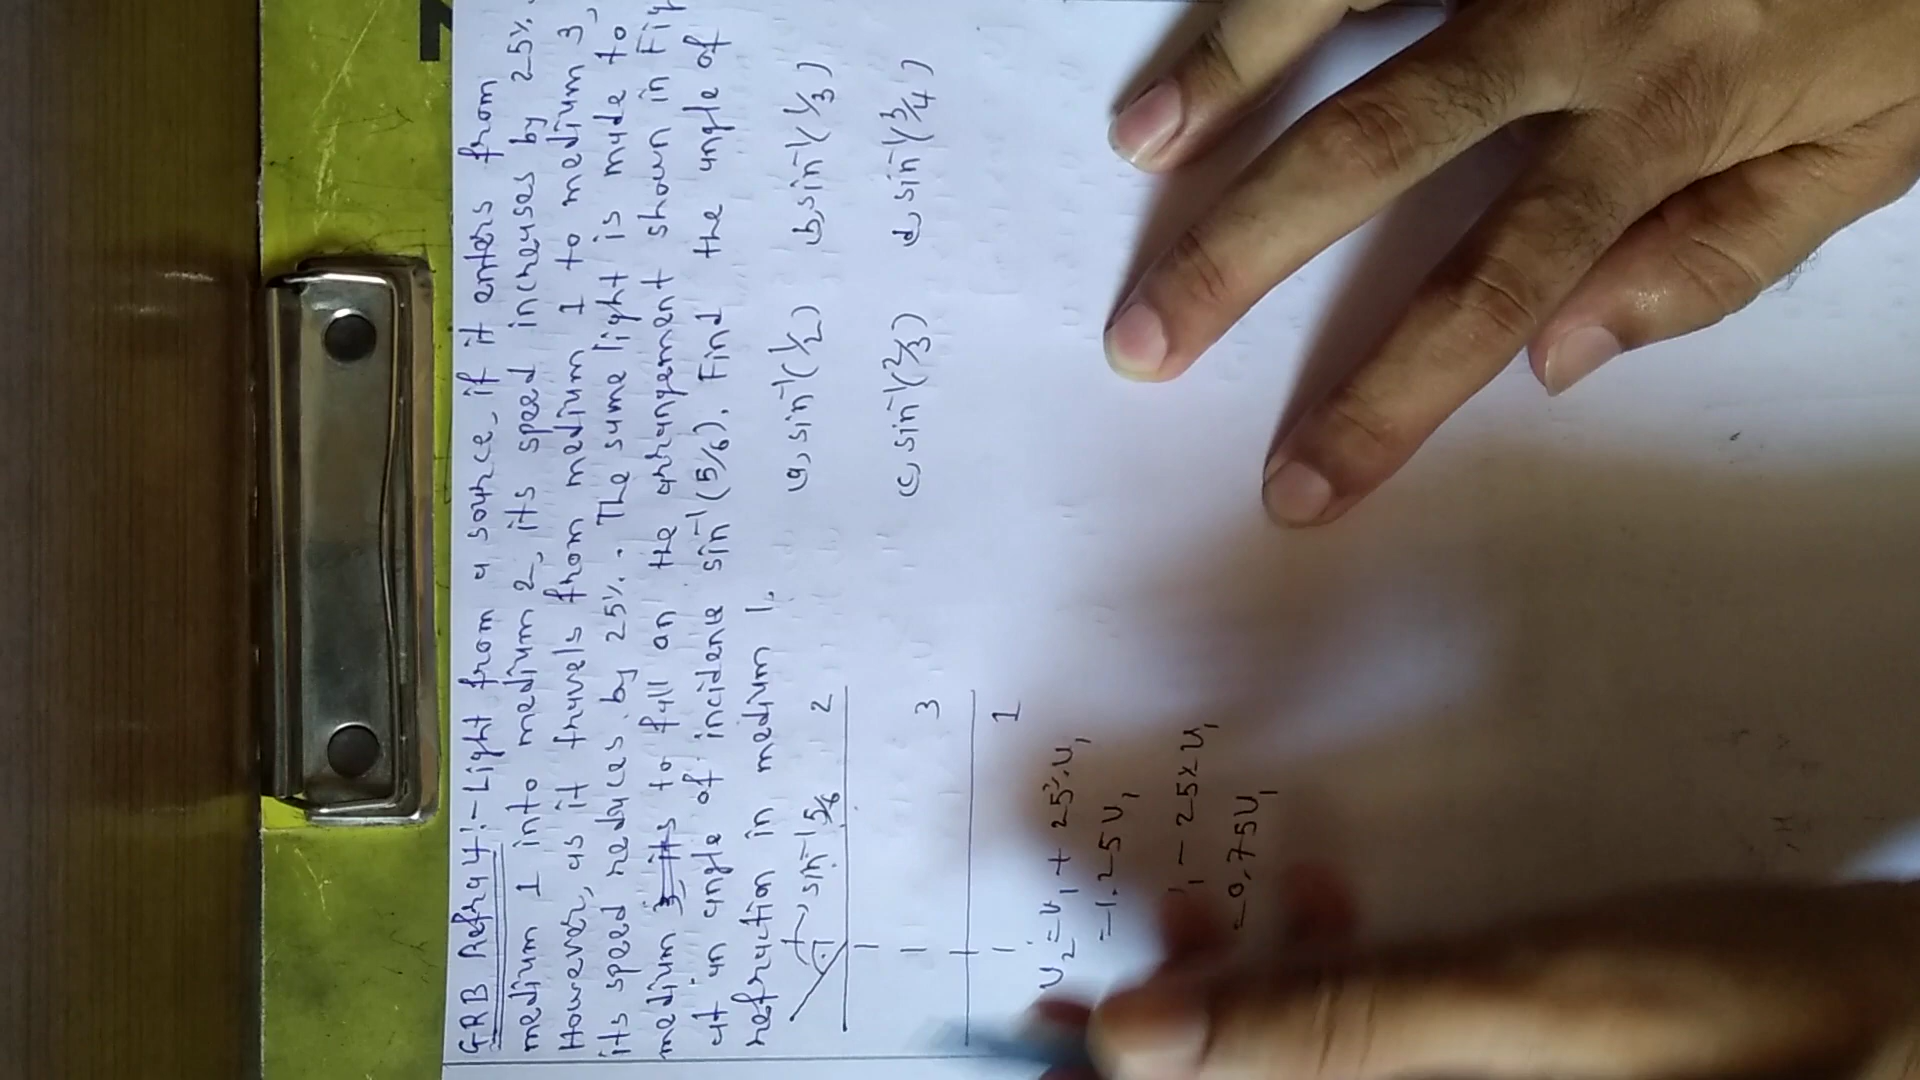 GRB Refra 4:- Light from a source, if it enters from
medium 1 into medium 2, its speed increases by 25%.
However, as it travels from medium 1 to medium 3,
its speed reduces by 25%. The same light is made to
medium 3 its to fall on the arrangement shown in Fig
at an angle of incidence sin⁻¹(5/6). Find the angle of
refraction in medium 1.
(a) sin⁻¹(1/2) (b) sin⁻¹(1/3)
(c) sin⁻¹(2/3) (d) sin⁻¹(3/4)
sin⁻¹ 5/6
2
3
1
v₂ = v₁ + 25% v₁
= 1.25 v₁
- 25% v₁
= 0.75 v₁